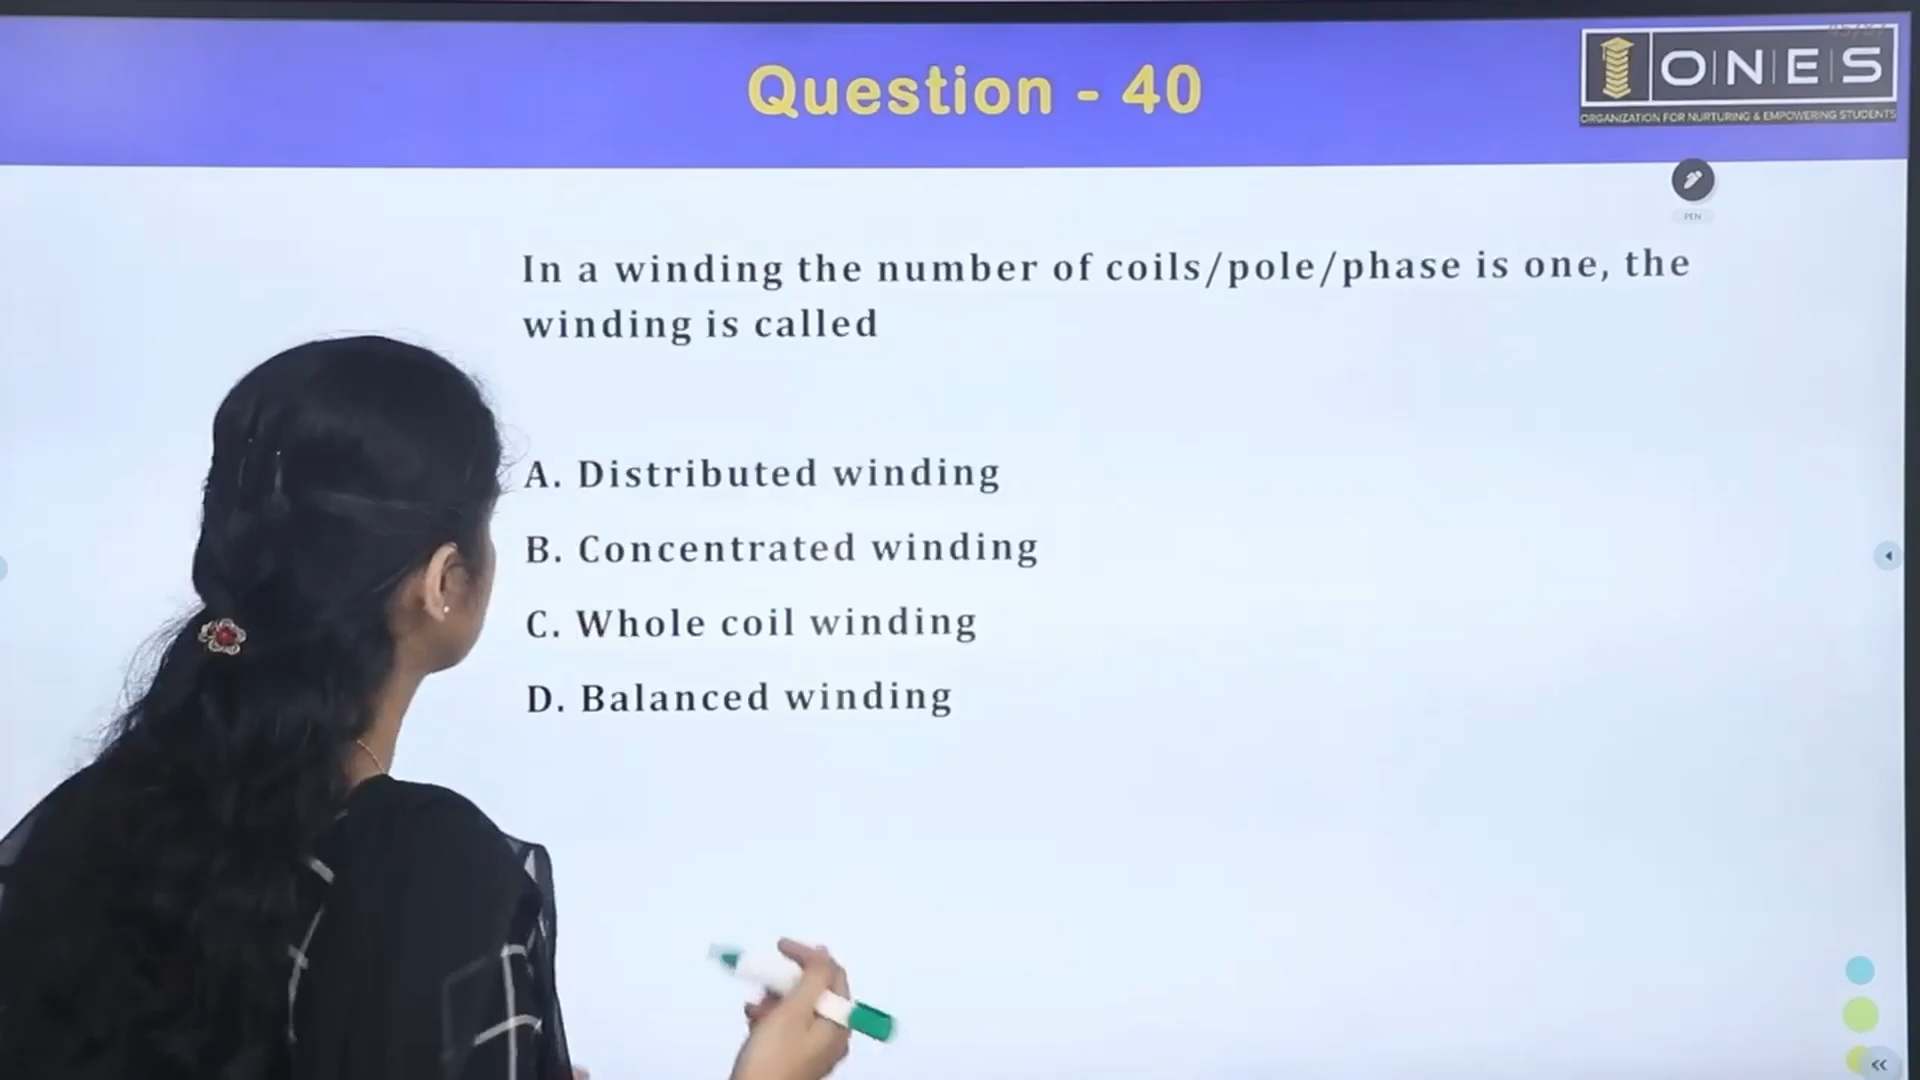 Question - 40
O|N|E|S
ORGANIZATION FOR NURTURING & EMPOWERING STUDENTS
PEN
In a winding the number of coils/pole/phase is one, the
winding is called
A. Distributed winding
B. Concentrated winding
C. Whole coil winding
D. Balanced winding